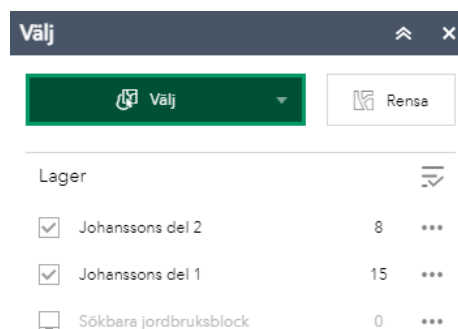 Välj
Välj
Rensa
Lager
Johanssons del 2 8
Johanssons del 1 15
Sökbara jordbruksblock 0